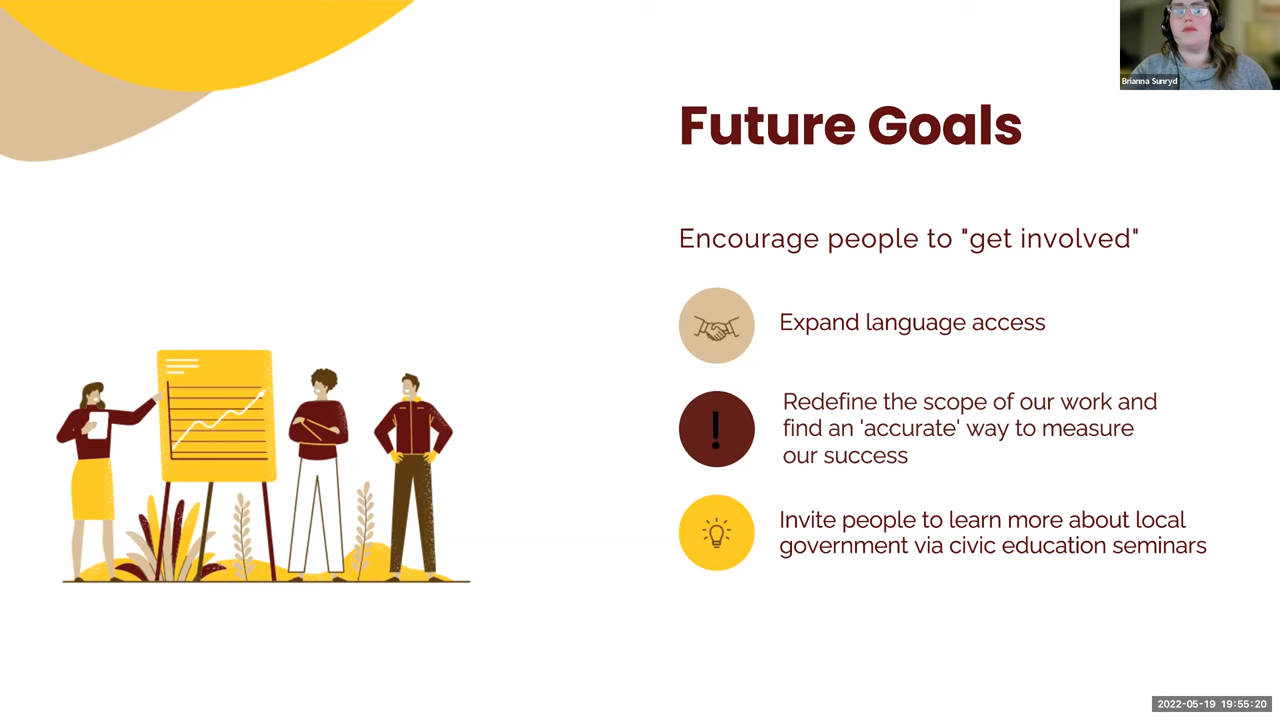 Brianna Sunryd
Future Goals
Encourage people to "get involved"
Expand language access
Redefine the scope of our work and
find an 'accurate' way to measure
our success
Invite people to learn more about local
government via civic education seminars
2022-05-19 19:55:20